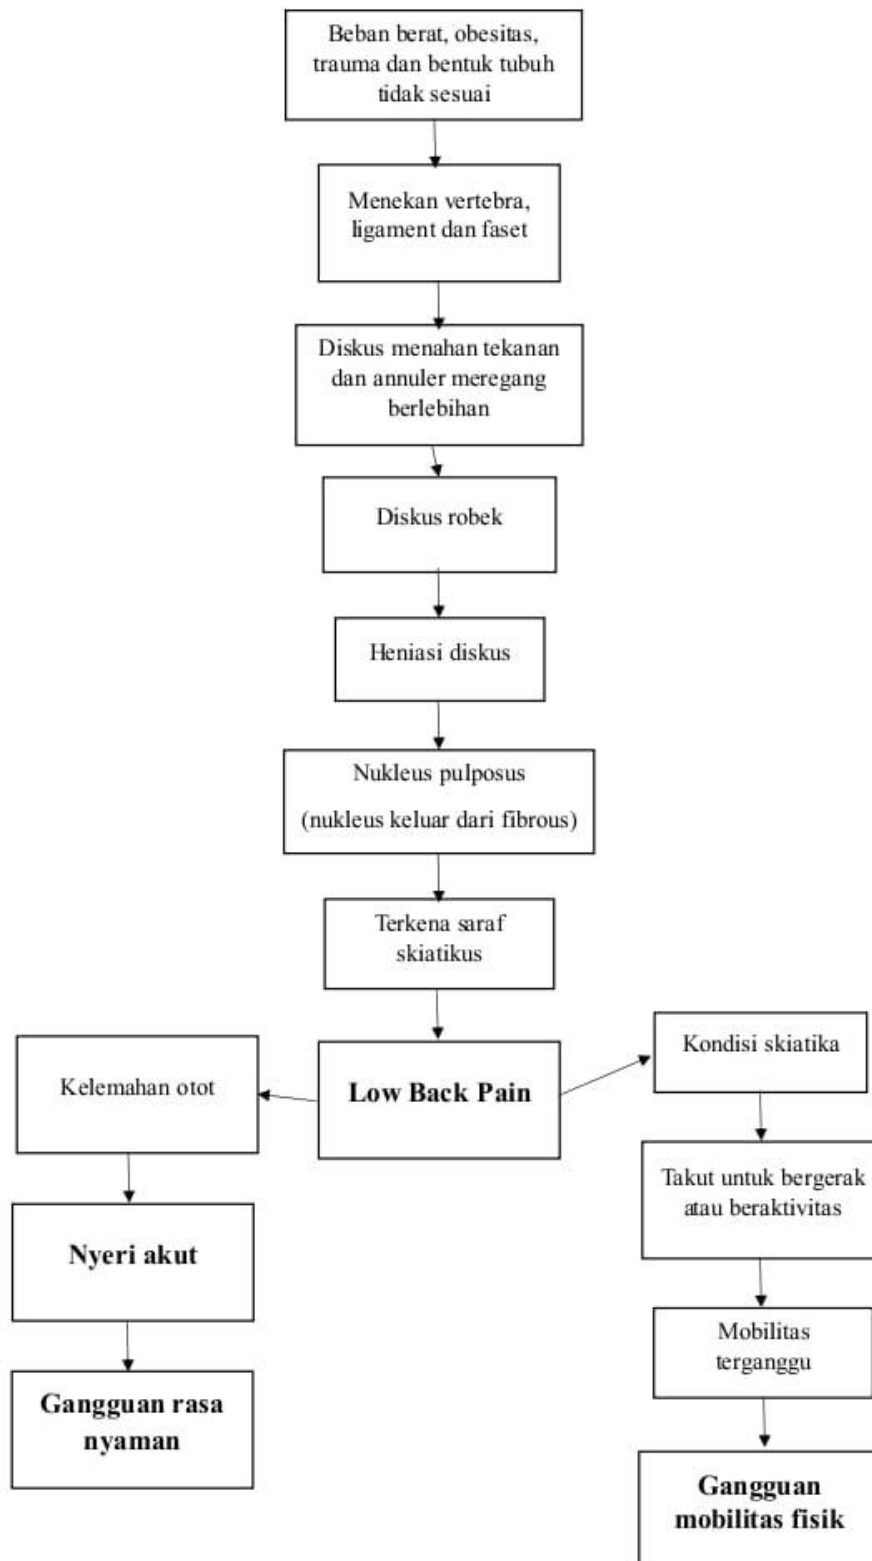 Beban berat, obesitas,
trauma dan bentuk tubuh
tidak sesuai
Menekan vertebra,
ligament dan faset
Diskus menahan tekanan
dan annuler meregang
berlebihan
Diskus robek
Heniasi diskus
Nukleus pulposus
(nukleus keluar dari fibrous)
Terkena saraf
skiatikus
Low Back Pain
Kelemahan otot
Nyeri akut
Gangguan rasa
nyaman
Kondisi skiatika
Takut untuk bergerak
atau beraktivitas
Mobilitas
terganggu
Gangguan
mobilitas fisik